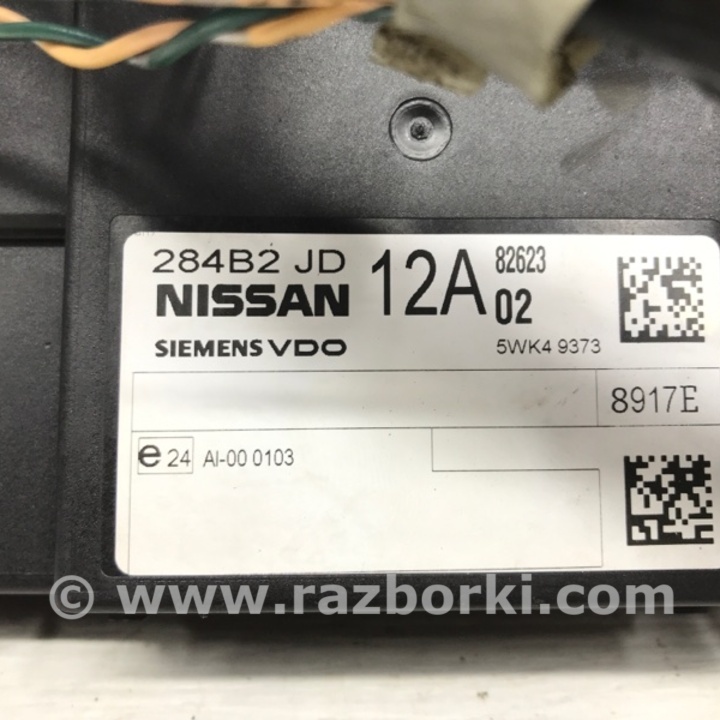 284B2 JD 12A 82623
NISSAN 02
SIEMENS VDO 5WK4 9373
8917E
e 24 AI-00 0103
© www.razborki.com